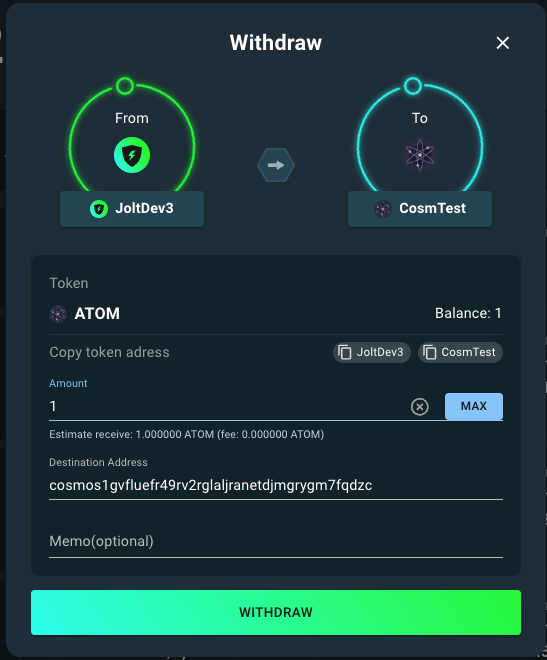 Withdraw
From
To
JoltDev3
CosmTest
Token
ATOM
Balance: 1
Copy token adress
JoltDev3
CosmTest
Amount
1
MAX
Estimate receive: 1.000000 ATOM (fee: 0.000000 ATOM)
Destination Address
cosmos1gvfluefr49rv2rglaljranetdjmgrygm7fqdzc
Memo(optional)
WITHDRAW